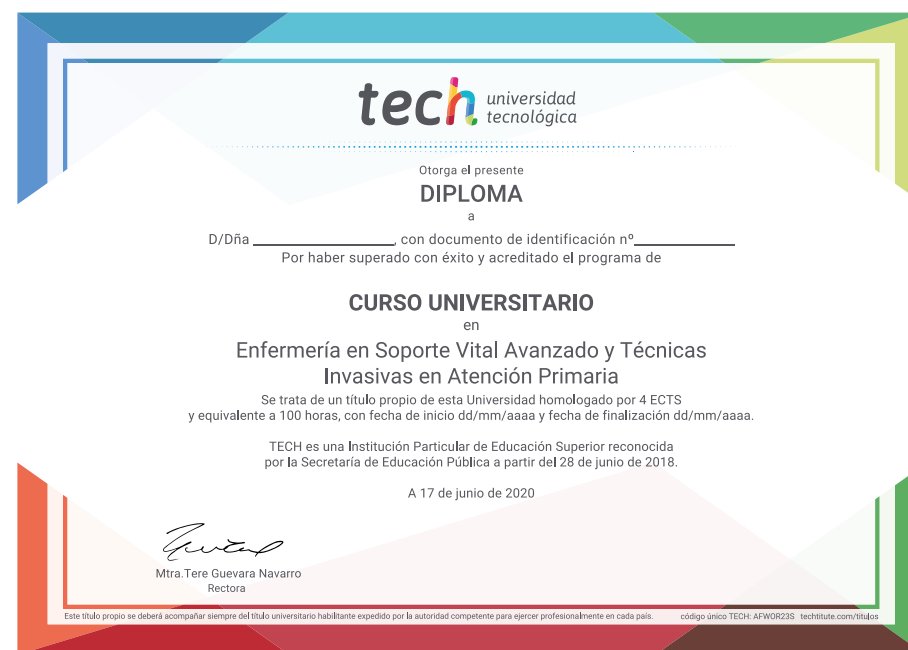 tech universidad
tecnológica
Otorga el presente
DIPLOMA
a
D/Dña ____________________, con documento de identificación nº______________
Por haber superado con éxito y acreditado el programa de
CURSO UNIVERSITARIO
en
Enfermería en Soporte Vital Avanzado y Técnicas
Invasivas en Atención Primaria
Se trata de un título propio de esta Universidad homologado por 4 ECTS
y equivalente a 100 horas, con fecha de inicio dd/mm/aaaa y fecha de finalización dd/mm/aaaa.
TECH es una Institución Particular de Educación Superior reconocida
por la Secretaría de Educación Pública a partir del 28 de junio de 2018.
A 17 de junio de 2020
Mtra.Tere Guevara Navarro
Rectora
Este título propio se deberá acompañar siempre del título universitario habilitante expedido por la autoridad competente para ejercer profesionalmente en cada país. código único TECH: AFWOR23S techtitute.com/titulos